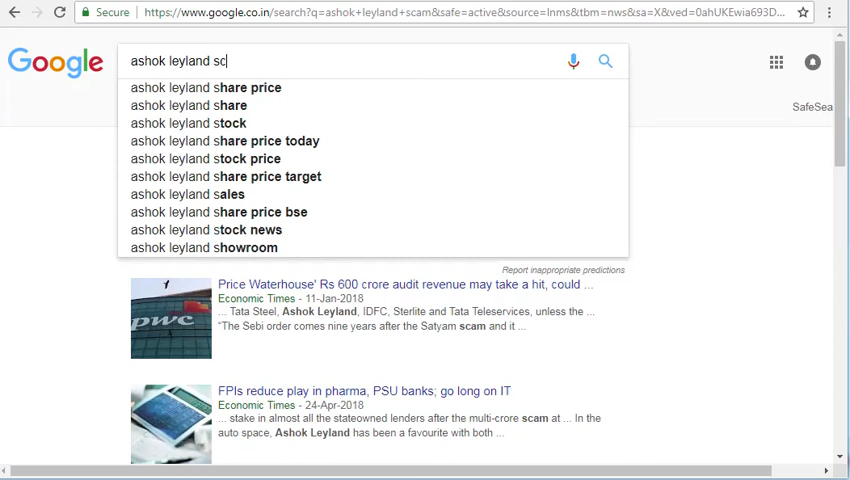 Secure https://www.google.co.in/search?q=ashok+leyland+scam&safe=active&source=lnms&tbm=nws&sa=X&ved=0ahUKEwia693D...
Google
ashok leyland sc
ashok leyland share price
ashok leyland share
ashok leyland stock
ashok leyland share price today
ashok leyland stock price
ashok leyland share price target
ashok leyland sales
ashok leyland share price bse
ashok leyland stock news
ashok leyland showroom
SafeSea
Report inappropriate predictions
pwc
Price Waterhouse' Rs 600 crore audit revenue may take a hit, could ...
Economic Times - 11-Jan-2018
... Tata Steel, Ashok Leyland, IDFC, Sterlite and Tata Teleservices, unless the ...
"The Sebi order comes nine years after the Satyam scam and it ...
FPIs reduce play in pharma, PSU banks; go long on IT
Economic Times - 24-Apr-2018
... stake in almost all the stateowned lenders after the multi-crore scam at ... In the
auto space, Ashok Leyland has been a favourite with both ...